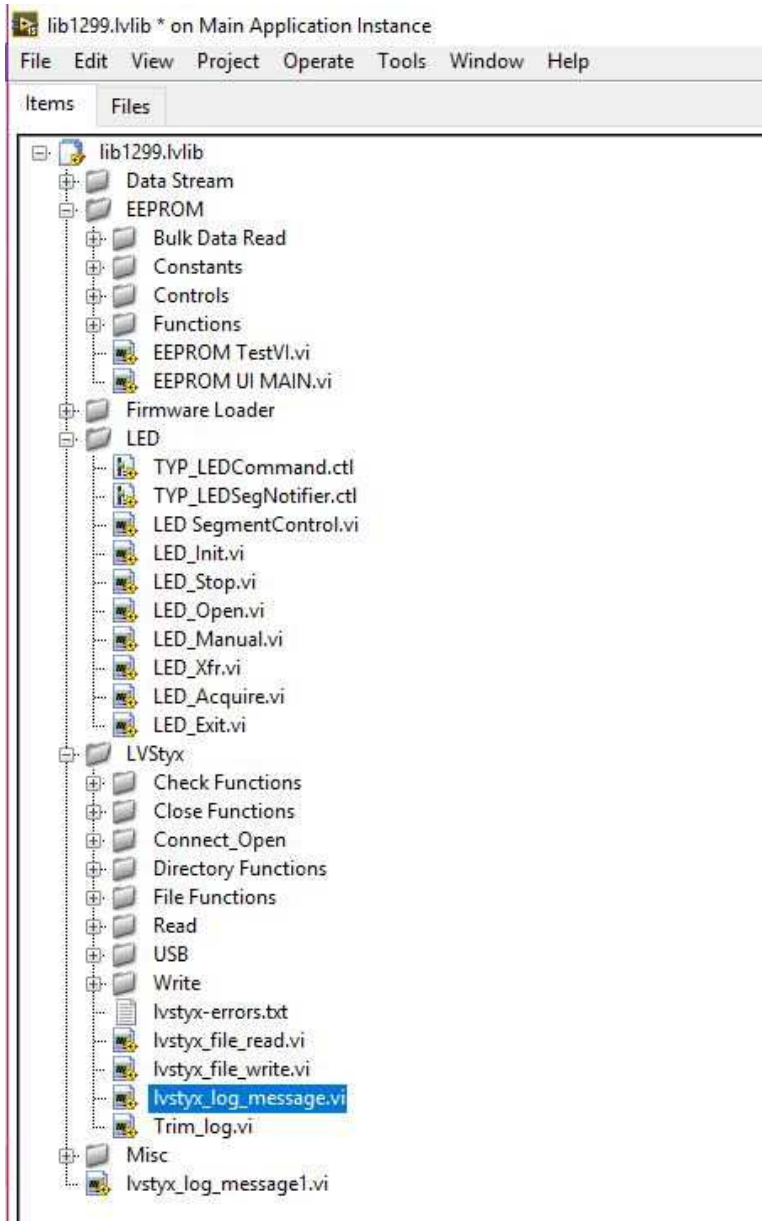 lib1299.lvlib * on Main Application Instance
File Edit View Project Operate Tools Window Help
Items Files
lib1299.lvlib
Data Stream
EEPROM
Bulk Data Read
Constants
Controls
Functions
EEPROM TestVI.vi
EEPROM UI MAIN.vi
Firmware Loader
LED
TYP_LEDCommand.ctl
TYP_LEDSegNotifier.ctl
LED SegmentControl.vi
LED_Init.vi
LED_Stop.vi
LED_Open.vi
LED_Manual.vi
LED_Xfr.vi
LED_Acquire.vi
LED_Exit.vi
LVStyx
Check Functions
Close Functions
Connect_Open
Directory Functions
File Functions
Read
USB
Write
lvstyx-errors.txt
lvstyx_file_read.vi
lvstyx_file_write.vi
lvstyx_log_message.vi
Trim_log.vi
Misc
lvstyx_log_message1.vi